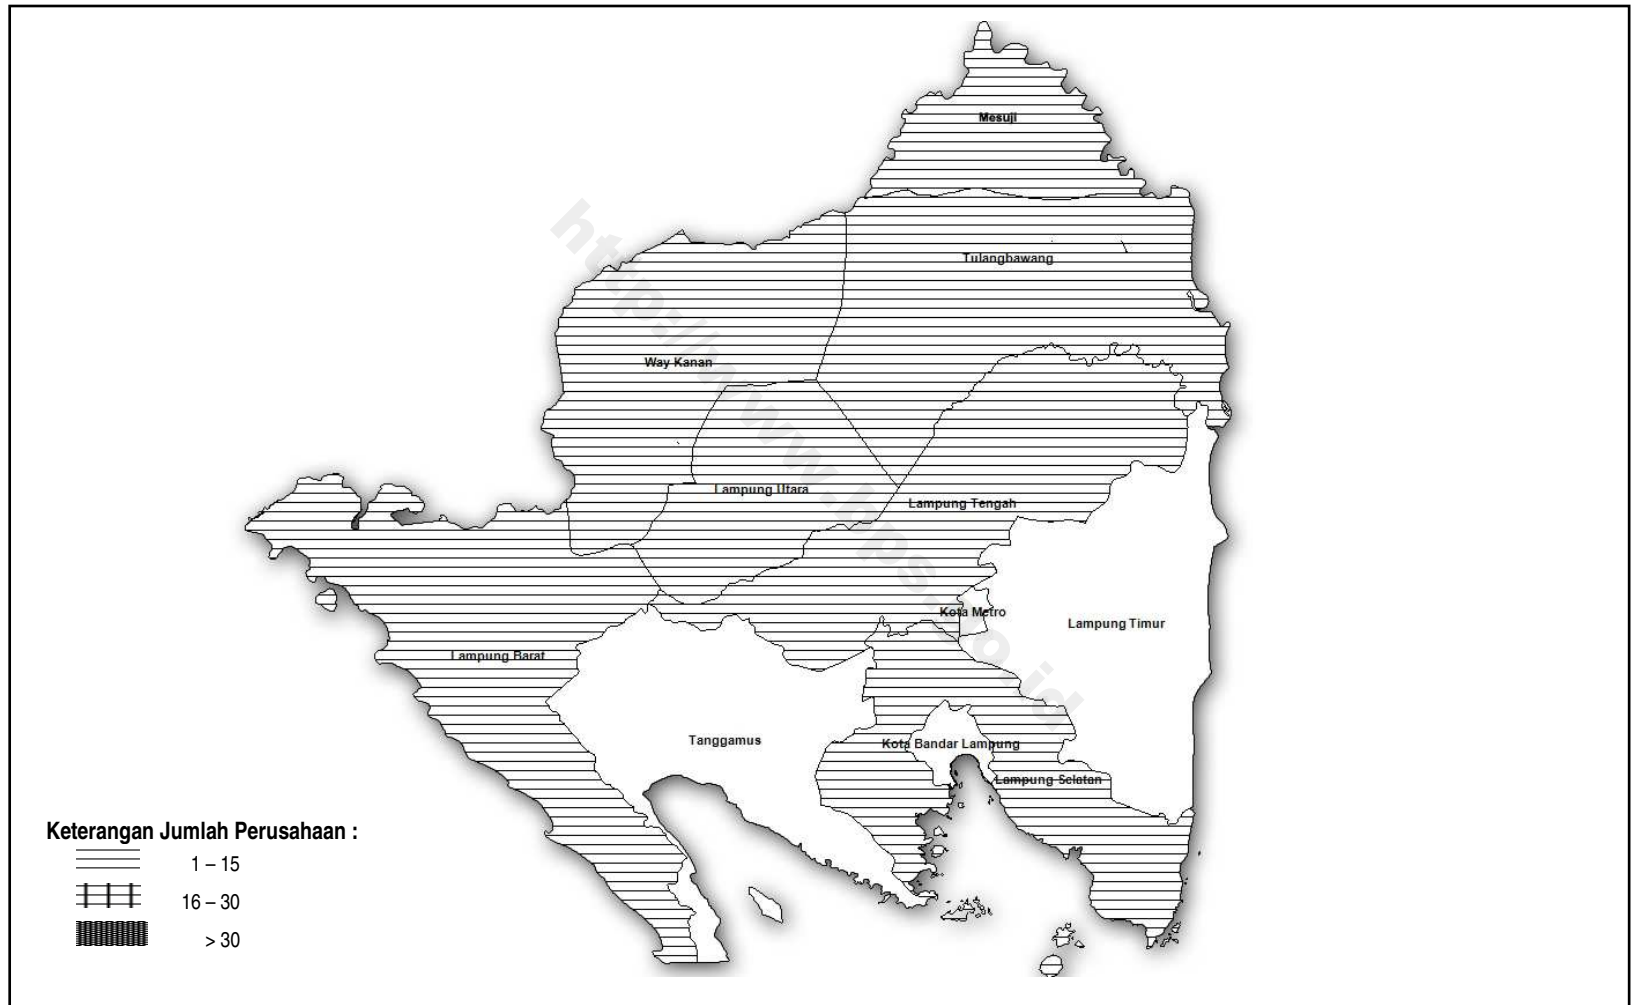 Mesuji
Tulangbawang
Way Kanan
Lampung Utara
Lampung Tengah
Kota Metro
Lampung Timur
Lampung Barat
Tanggamus
Kota Bandar Lampung
Lampung Selatan
http://www.bps.go.id
Keterangan Jumlah Perusahaan :
1 – 15
16 – 30
> 30